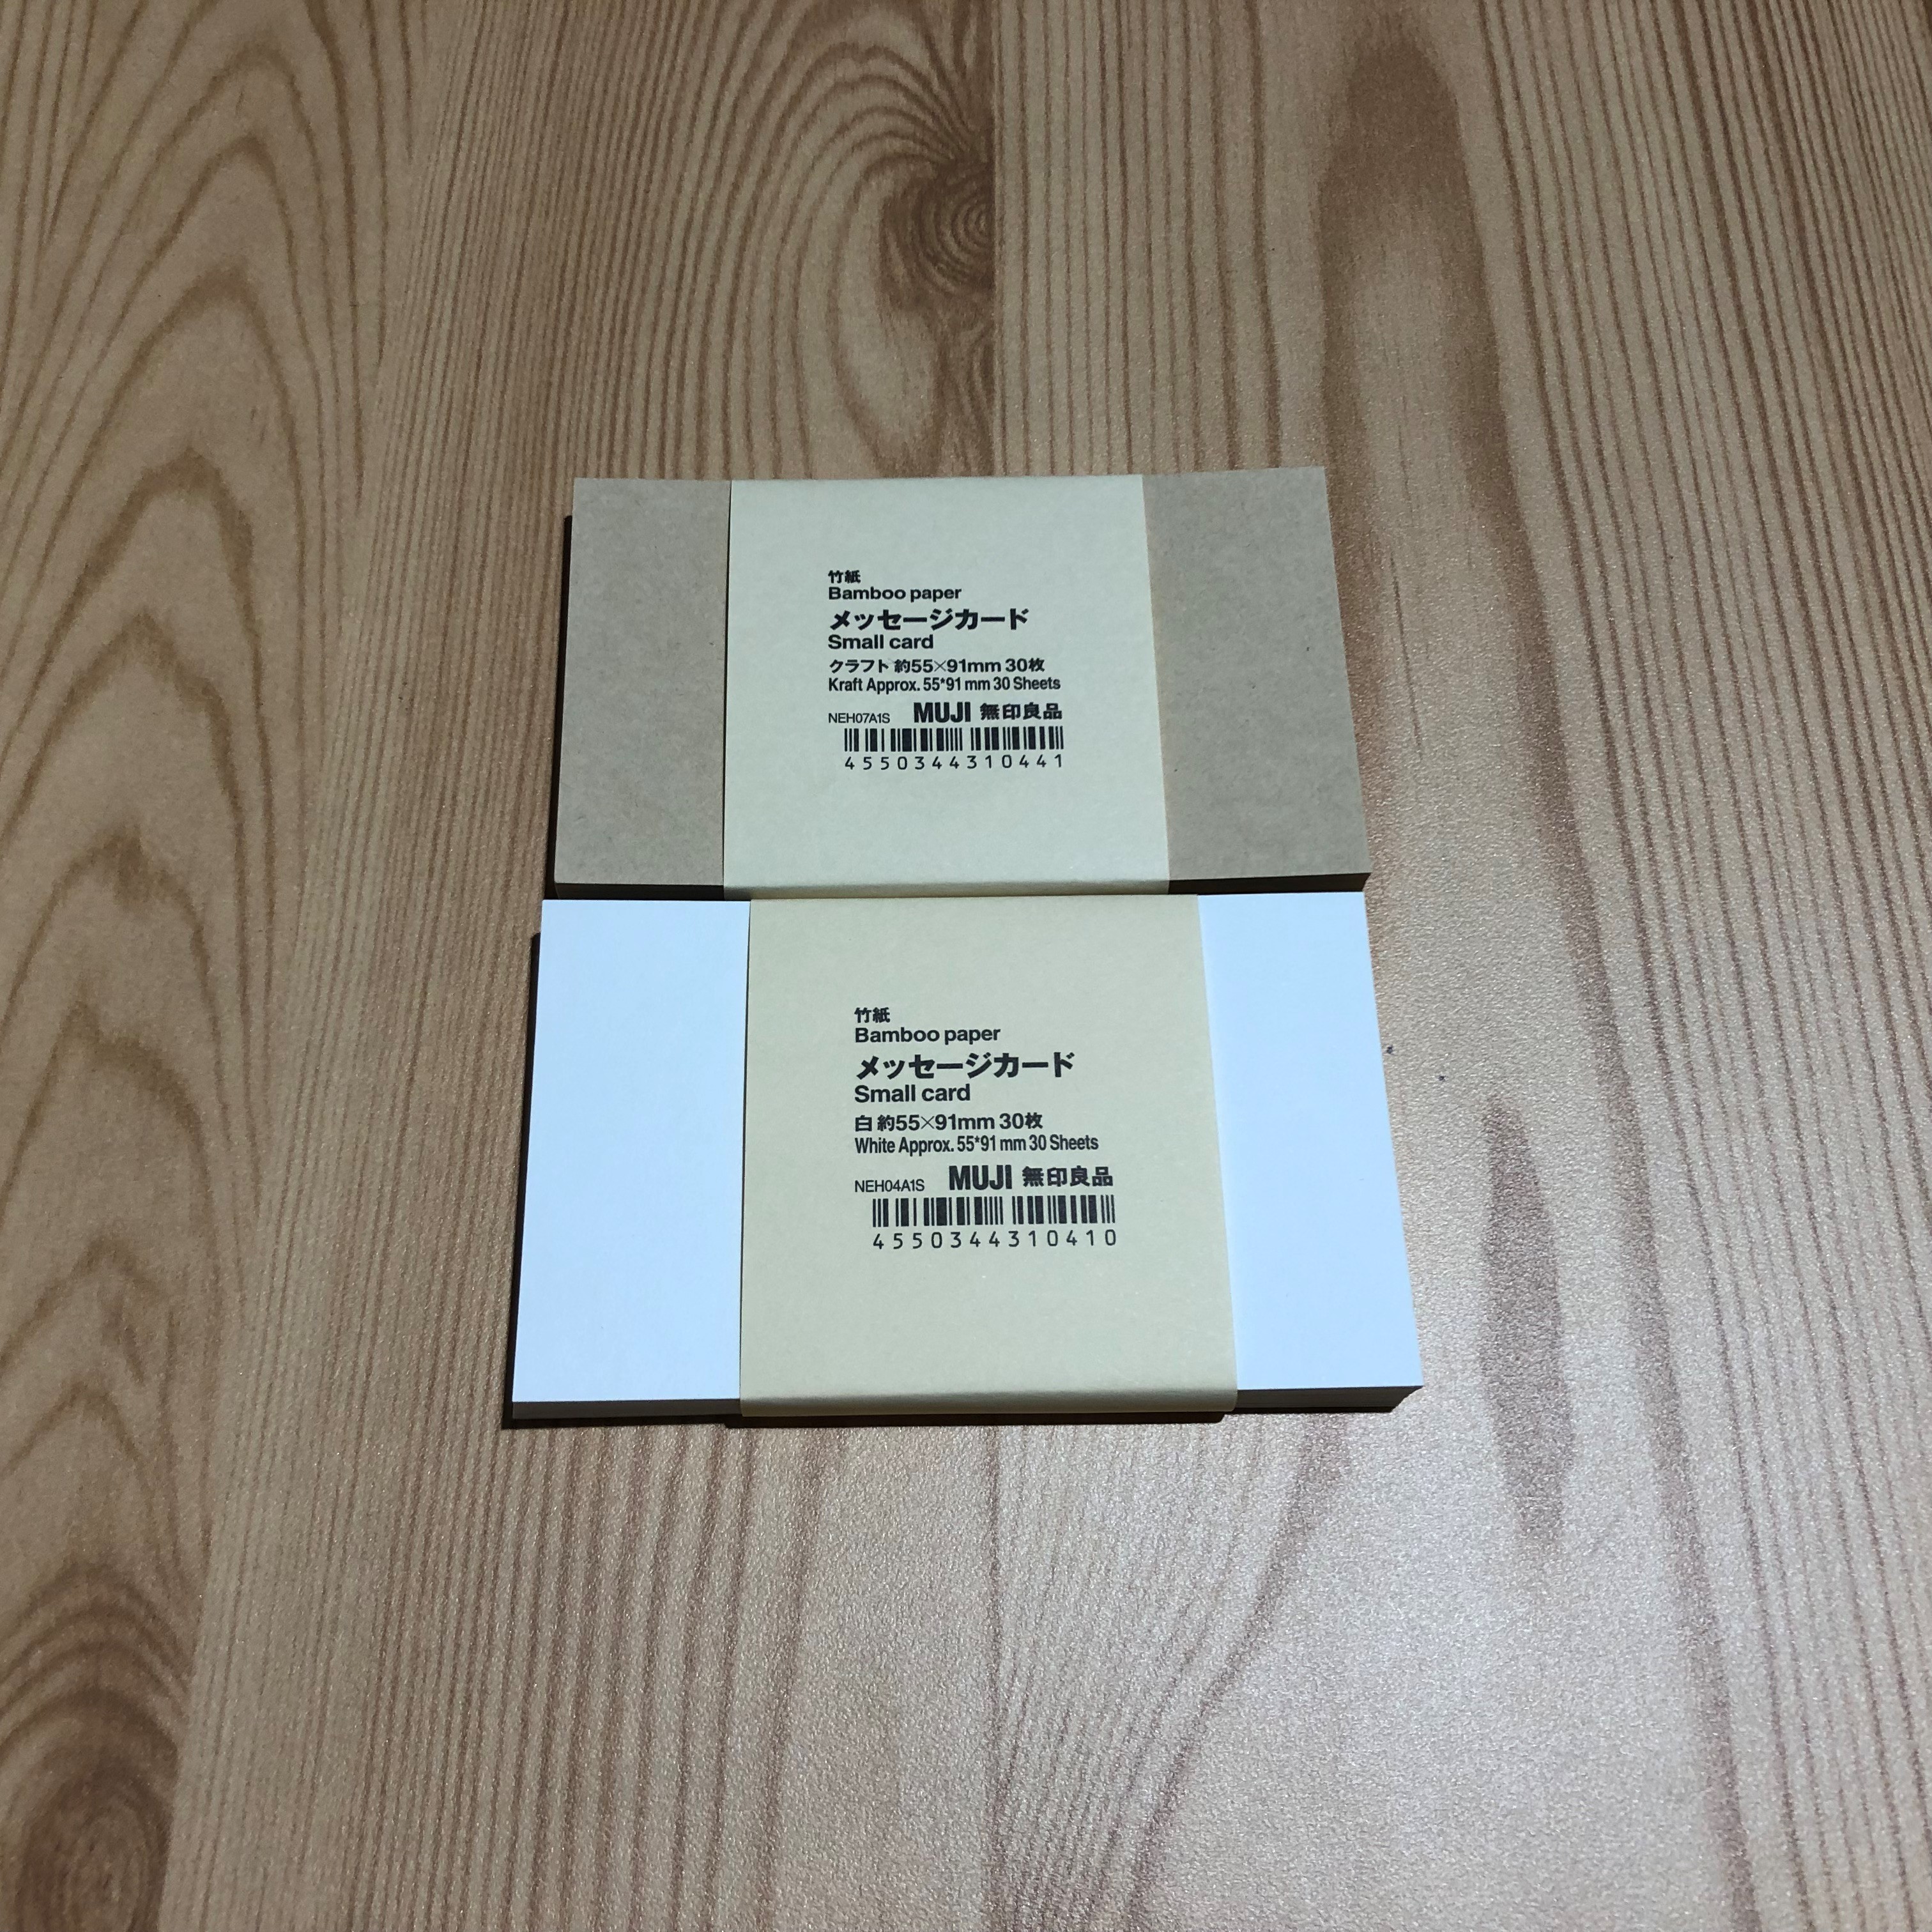 竹紙
Bamboo paper
メッセージカード
Small card
クラフト 約55×91mm 30枚
Kraft Approx. 55*91 mm 30 Sheets
NEH07A1S MUJI 無印良品
4550344310441
竹紙
Bamboo paper
メッセージカード
Small card
白 約55×91mm 30枚
White Approx. 55*91 mm 30 Sheets
NEH04A1S MUJI 無印良品
4550344310410